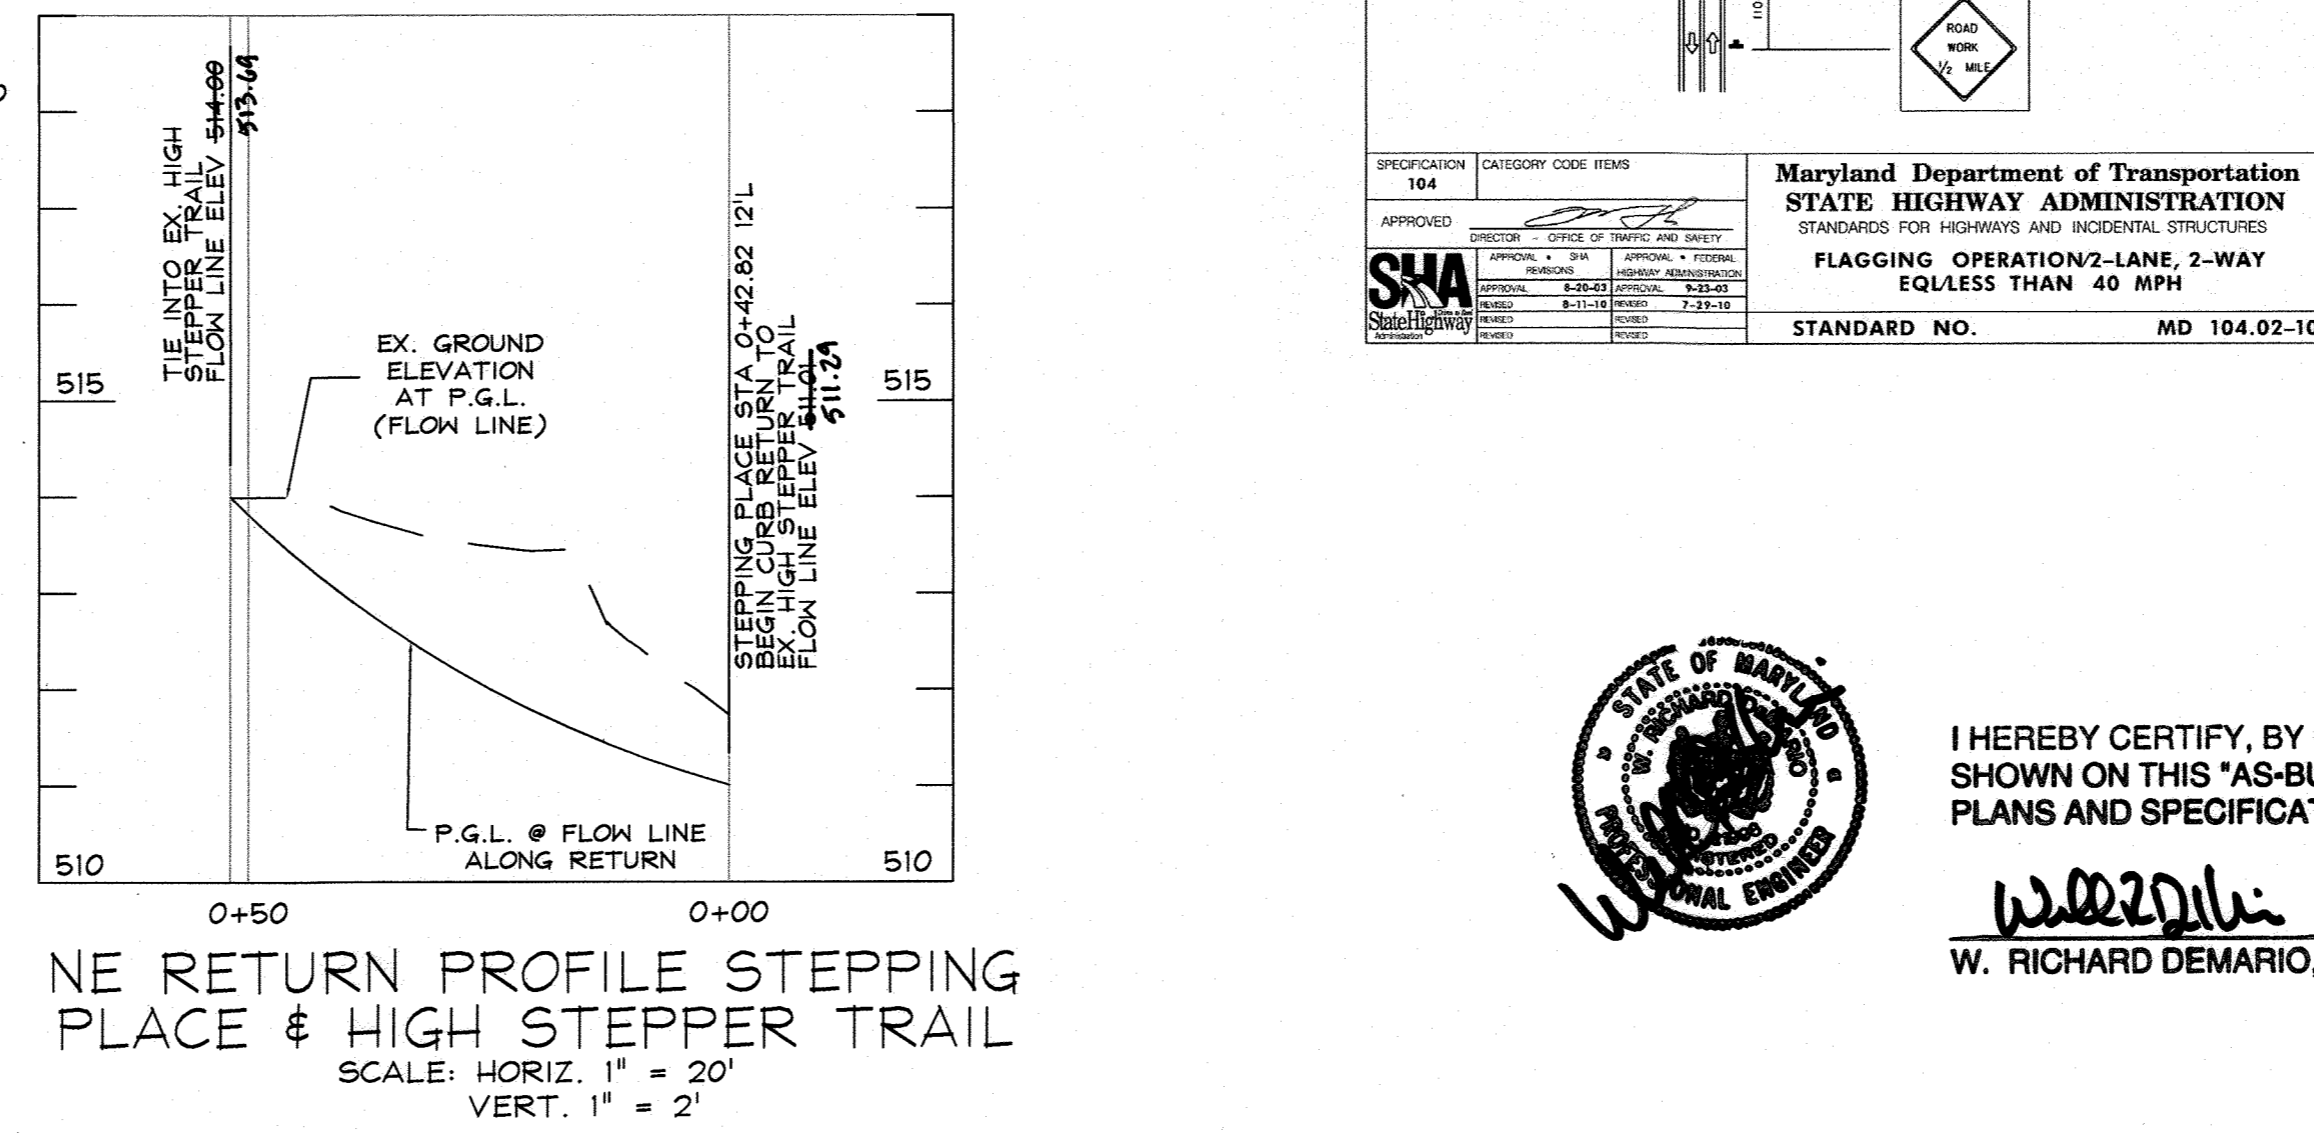 TIE INTO EX. HIGH
STEPPER TRAIL
FLOW LINE ELEV 514.00
513.69
EX. GROUND
ELEVATION
AT P.G.L.
(FLOW LINE)
515
515
STEPPING PLACE STA 0+42.82 12'L
BEGIN CURB RETURN TO
EX. HIGH STEPPER TRAIL
FLOW LINE ELEV 511.01
511.29
P.G.L. @ FLOW LINE
ALONG RETURN
510
510
0+50
0+00
NE RETURN PROFILE STEPPING
PLACE & HIGH STEPPER TRAIL
SCALE: HORIZ. 1" = 20'
VERT. 1" = 2'
110
ROAD
WORK
1/2 MILE
SPECIFICATION
104
CATEGORY CODE ITEMS
APPROVED
DIRECTOR - OFFICE OF TRAFFIC AND SAFETY
SHA
StateHighway
Administration
APPROVAL • SHA
REVISIONS
APPROVAL • FEDERAL
HIGHWAY ADMINISTRATION
APPROVAL 8-20-03
APPROVAL 9-23-03
REVISED 8-11-10
REVISED 7-29-10
REVISED
REVISED
REVISED
REVISED
Maryland Department of Transportation
STATE HIGHWAY ADMINISTRATION
STANDARDS FOR HIGHWAYS AND INCIDENTAL STRUCTURES
FLAGGING OPERATION/2-LANE, 2-WAY
EQL/LESS THAN 40 MPH
STANDARD NO. MD 104.02-10
STATE OF MARYLAND
W. RICHARD DEMARIO
REGISTERED
PROFESSIONAL ENGINEER
I HEREBY CERTIFY, BY
SHOWN ON THIS "AS-BU
PLANS AND SPECIFICAT
W. RICHARD DEMARIO,